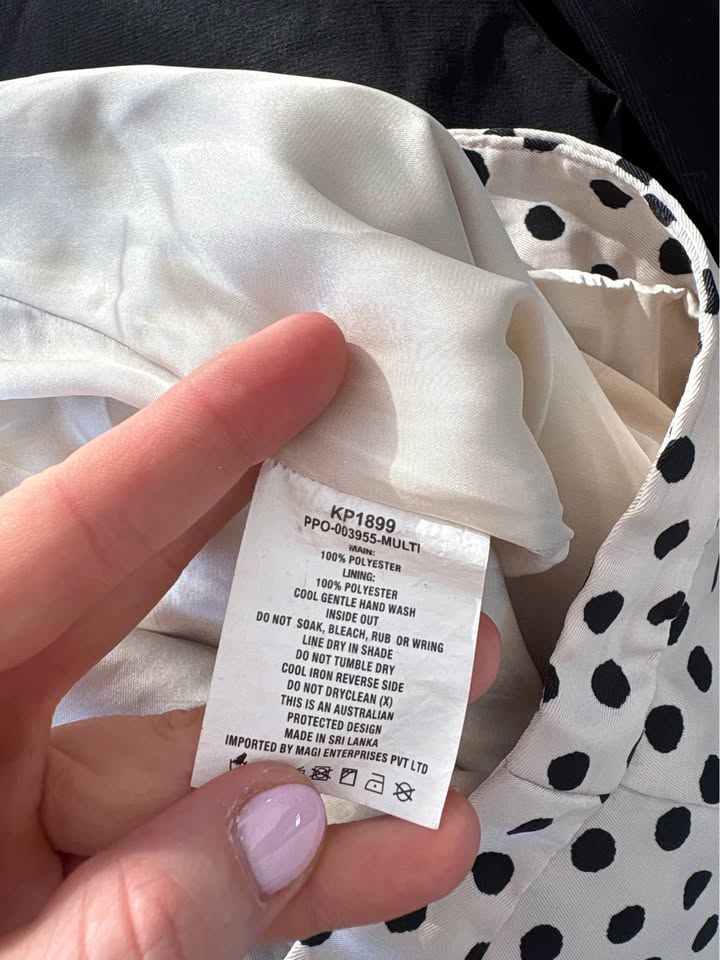 KP1899
PPO-003955-MULTI
MAIN:
100% POLYESTER
LINING:
100% POLYESTER
COOL GENTLE HAND WASH
INSIDE OUT
DO NOT SOAK, BLEACH, RUB OR WRING
LINE DRY IN SHADE
DO NOT TUMBLE DRY
COOL IRON REVERSE SIDE
DO NOT DRYCLEAN (X)
THIS IS AN AUSTRALIAN
PROTECTED DESIGN
MADE IN SRI LANKA
IMPORTED BY MAGI ENTERPRISES PVT LTD